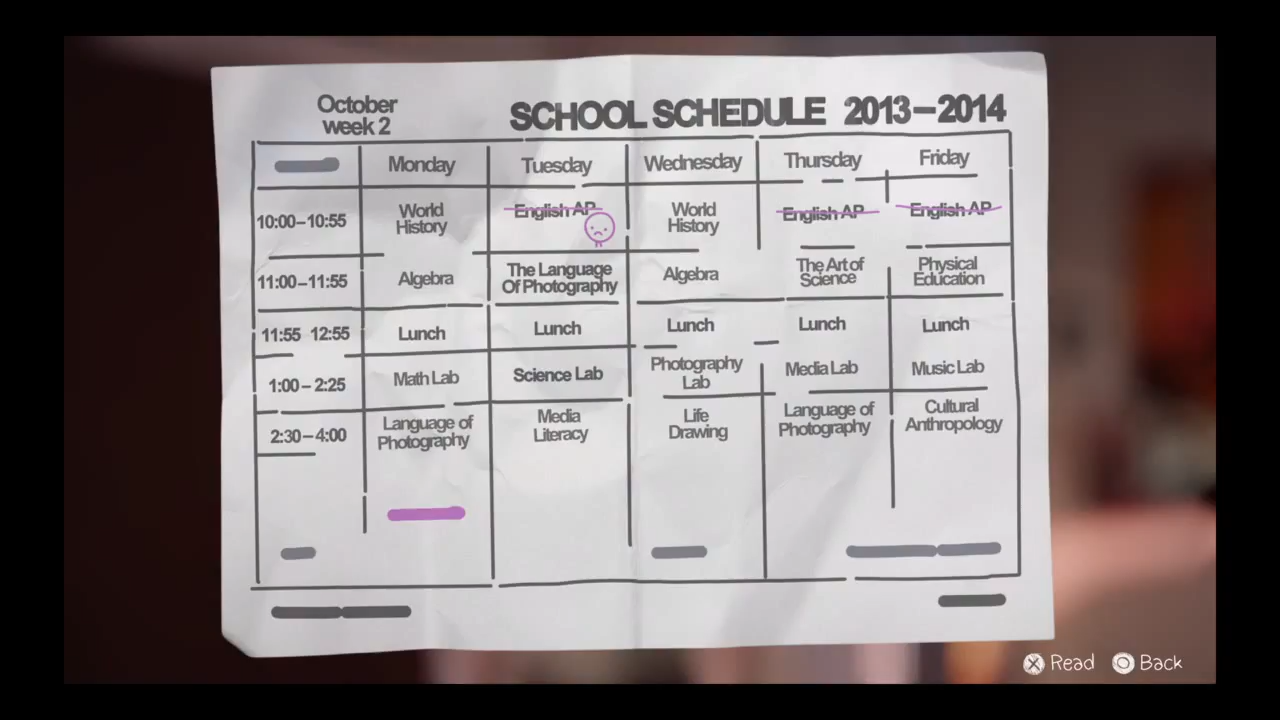 October
week 2
SCHOOL SCHEDULE 2013-2014
Monday Tuesday Wednesday Thursday Friday
10:00-10:55 World History English AP World History English AP English AP
11:00-11:55 Algebra The Language Of Photography Algebra The Art of Science Physical Education
11:55 12:55 Lunch Lunch Lunch Lunch Lunch
1:00-2:25 Math Lab Science Lab Photography Lab Media Lab Music Lab
2:30-4:00 Language of Photography Media Literacy Life Drawing Language of Photography Cultural Anthropology
Read Back